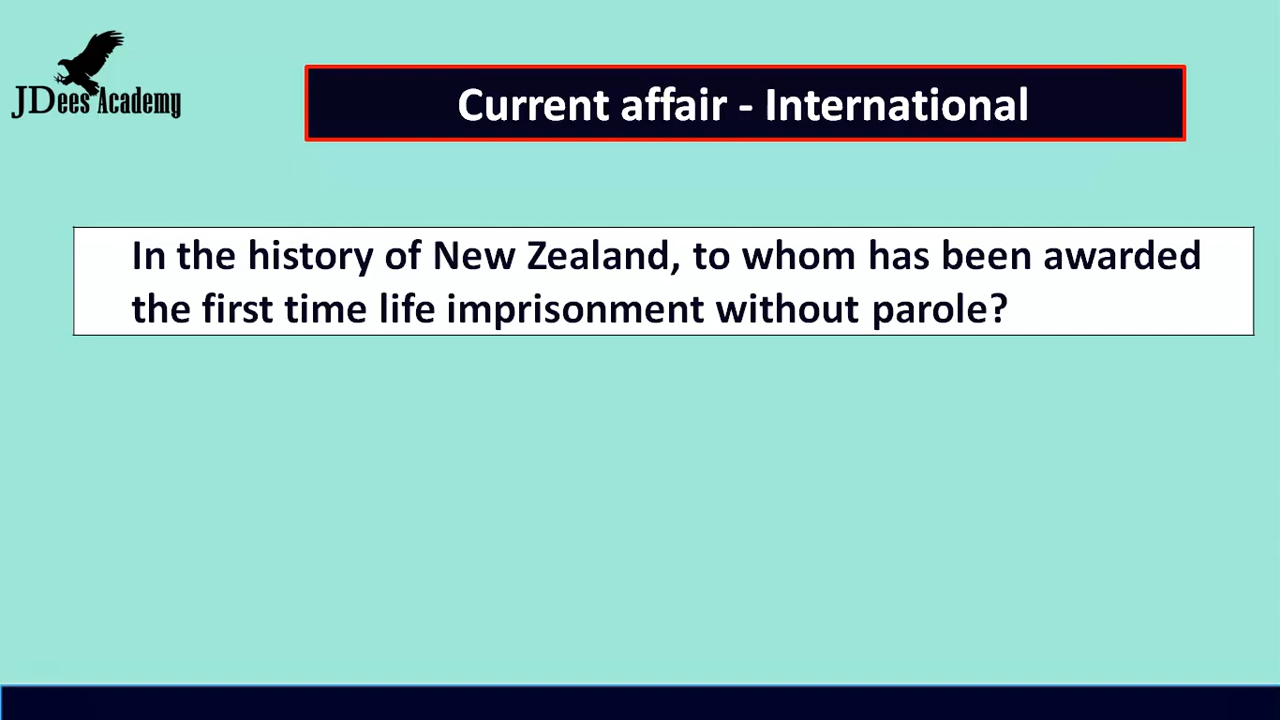 JDees Academy
Current affair - International
In the history of New Zealand, to whom has been awarded
the first time life imprisonment without parole?